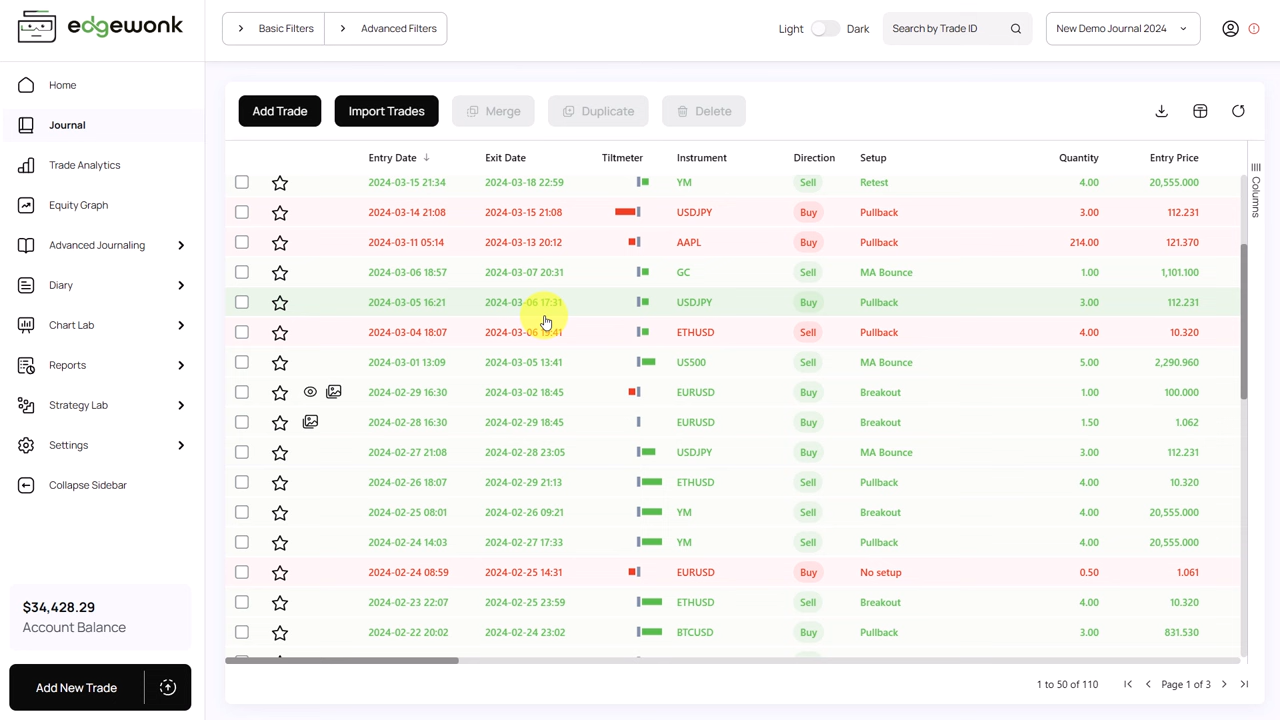 edgewonk
Basic Filters Advanced Filters Light Dark Search by Trade ID New Demo Journal 2024
Home
Journal
Trade Analytics
Equity Graph
Advanced Journaling
Diary
Chart Lab
Reports
Strategy Lab
Settings
Collapse Sidebar
$34,428.29
Account Balance
Add New Trade
Add Trade Import Trades Merge Duplicate Delete
Entry Date Exit Date Tiltmeter Instrument Direction Setup Quantity Entry Price
Columns
2024-03-15 21:34 2024-03-18 22:59 YM Sell Retest 4.00 20,555.000
2024-03-14 21:08 2024-03-15 21:08 USDJPY Buy Pullback 3.00 112.231
2024-03-11 05:14 2024-03-13 20:12 AAPL Buy Pullback 214.00 121.370
2024-03-06 18:57 2024-03-07 20:31 GC Sell MA Bounce 1.00 1,101.100
2024-03-05 16:21 2024-03-06 17:31 USDJPY Buy Pullback 3.00 112.231
2024-03-04 18:07 2024-03-06 19:41 ETHUSD Sell Pullback 4.00 10.320
2024-03-01 13:09 2024-03-05 13:41 US500 Sell MA Bounce 5.00 2,290.960
2024-02-29 16:30 2024-03-02 18:45 EURUSD Buy Breakout 1.00 100.000
2024-02-28 16:30 2024-02-29 18:45 EURUSD Buy Breakout 1.50 1.062
2024-02-27 21:08 2024-02-28 23:05 USDJPY Buy MA Bounce 3.00 112.231
2024-02-26 18:07 2024-02-29 21:13 ETHUSD Sell Pullback 4.00 10.320
2024-02-25 08:01 2024-02-26 09:21 YM Sell Breakout 4.00 20,555.000
2024-02-24 14:03 2024-02-27 17:33 YM Sell Pullback 4.00 20,555.000
2024-02-24 08:59 2024-02-25 14:31 EURUSD Buy No setup 0.50 1.061
2024-02-23 22:07 2024-02-25 23:59 ETHUSD Sell Breakout 4.00 10.320
2024-02-22 20:02 2024-02-24 23:02 BTCUSD Buy Pullback 3.00 831.530
1 to 50 of 110 Page 1 of 3